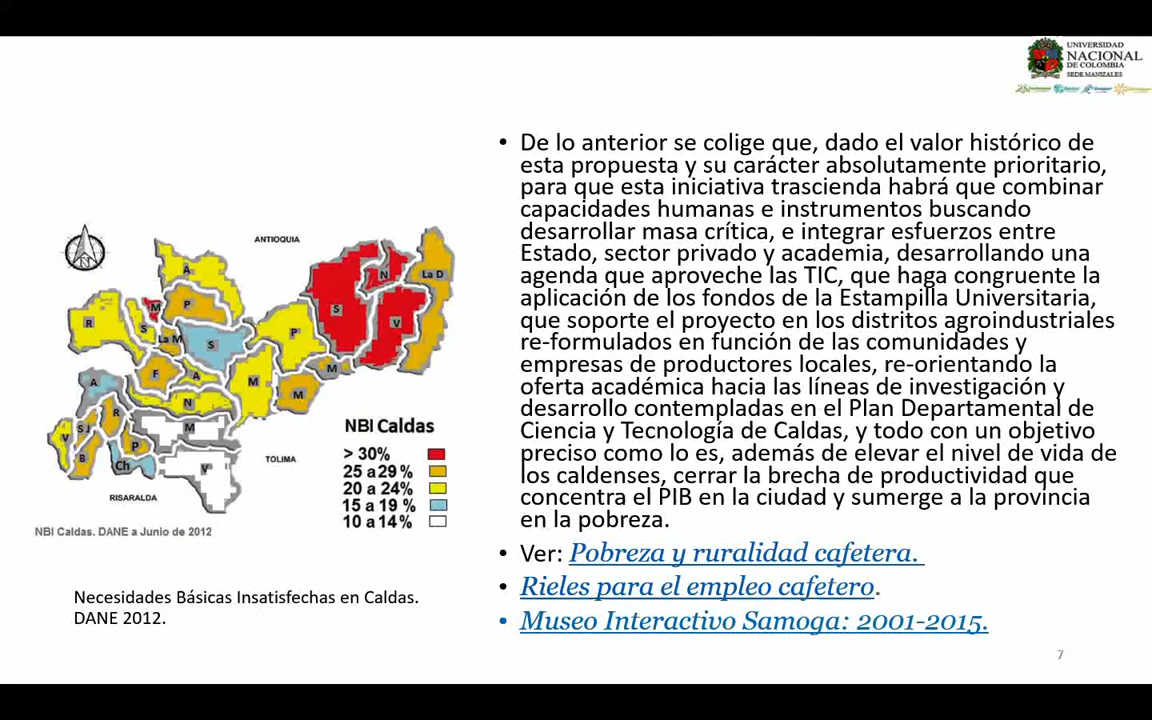 UNIVERSIDAD
NACIONAL
DE COLOMBIA
SEDE MANIZALES
• De lo anterior se colige que, dado el valor histórico de
esta propuesta y su carácter absolutamente prioritario,
para que esta iniciativa trascienda habrá que combinar
capacidades humanas e instrumentos buscando
desarrollar masa crítica, e integrar esfuerzos entre
Estado, sector privado y academia, desarrollando una
agenda que aproveche las TIC, que haga congruente la
aplicación de los fondos de la Estampilla Universitaria,
que soporte el proyecto en los distritos agroindustriales
re-formulados en función de las comunidades y
empresas de productores locales, re-orientando la
oferta académica hacia las líneas de investigación y
desarrollo contempladas en el Plan Departamental de
Ciencia y Tecnología de Caldas, y todo con un objetivo
preciso como lo es, además de elevar el nivel de vida de
los caldenses, cerrar la brecha de productividad que
concentra el PIB en la ciudad y sumerge a la provincia
en la pobreza.
• Ver: Pobreza y ruralidad cafetera.
• Rieles para el empleo cafetero.
• Museo Interactivo Samoga: 2001-2015.
ANTIOQUIA
A
N
La D
P
M
S
R
S
V
P
La M
S
M
F
A
A
M
M
N
R
S J
M
V
P
B
Ch
V
NBI Caldas
> 30%
25 a 29 %
20 a 24%
15 a 19 %
10 a 14%
TOLIMA
RISARALDA
NBI Caldas. DANE a Junio de 2012
Necesidades Básicas Insatisfechas en Caldas.
DANE 2012.
7